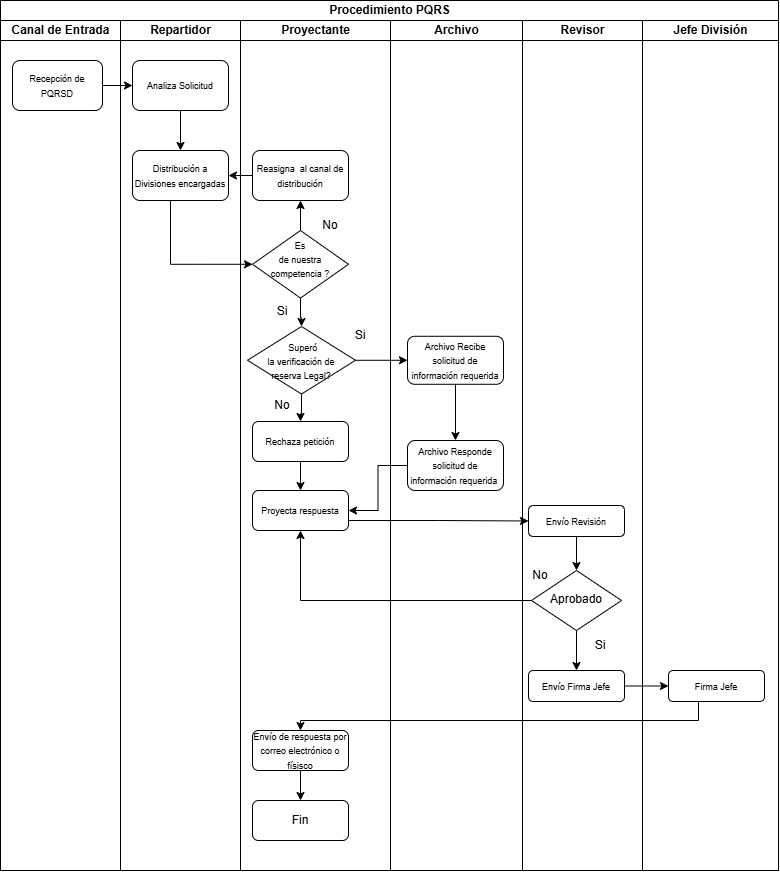 Procedimiento PQRS
Canal de Entrada
Repartidor
Proyectante
Archivo
Revisor
Jefe División
Recepción de
PQRSD
Analiza Solicitud
Distribución a
Divisiones encargadas
Reasigna al canal de
distribución
No
Es
de nuestra
competencia ?
Si
Superó
la verificación de
reserva Legal?
Si
Archivo Recibe
solicitud de
información requerida
No
Rechaza petición
Archivo Responde
solicitud de
información requerida
Proyecta respuesta
Envío Revisión
No
Aprobado
Si
Envío Firma Jefe
Firma Jefe
Envío de respuesta por
correo electrónico o
físisco
Fin